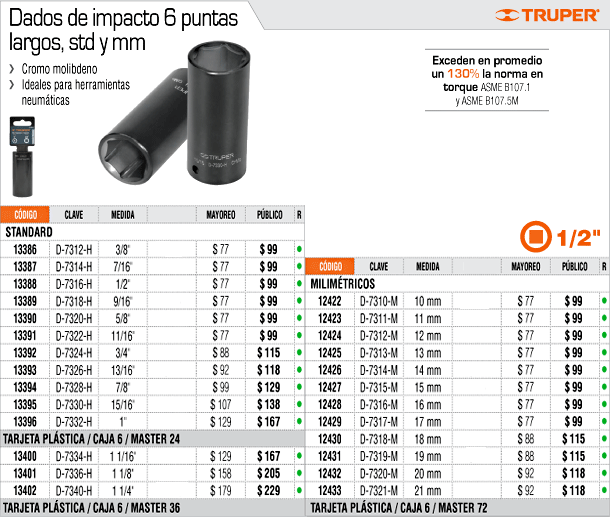 Dados de impacto 6 puntas
largos, std y mm
TRUPER®
› Cromo molibdeno
› Ideales para herramientas
neumáticas
Exceden en promedio
un 130% la norma en
torque ASME B107.1
y ASME B107.5M
TRUPER
1/2"
CÓDIGO CLAVE MEDIDA MAYOREO PÚBLICO R
STANDARD
13386 D-7312-H 3/8" $ 77 $ 99
13387 D-7314-H 7/16" $ 77 $ 99
13388 D-7316-H 1/2" $ 77 $ 99
13389 D-7318-H 9/16" $ 77 $ 99
13390 D-7320-H 5/8" $ 77 $ 99
13391 D-7322-H 11/16" $ 77 $ 99
13392 D-7324-H 3/4" $ 88 $ 115
13393 D-7326-H 13/16" $ 92 $ 118
13394 D-7328-H 7/8" $ 99 $ 129
13395 D-7330-H 15/16" $ 107 $ 138
13396 D-7332-H 1" $ 129 $ 167
TARJETA PLÁSTICA / CAJA 6 / MASTER 24
13400 D-7334-H 1 1/16" $ 129 $ 167
13401 D-7336-H 1 1/8" $ 158 $ 205
13402 D-7340-H 1 1/4" $ 179 $ 229
TARJETA PLÁSTICA / CAJA 6 / MASTER 36
CÓDIGO CLAVE MEDIDA MAYOREO PÚBLICO R
MILIMÉTRICOS
12422 D-7310-M 10 mm $ 77 $ 99
12423 D-7311-M 11 mm $ 77 $ 99
12424 D-7312-M 12 mm $ 77 $ 99
12425 D-7313-M 13 mm $ 77 $ 99
12426 D-7314-M 14 mm $ 77 $ 99
12427 D-7315-M 15 mm $ 77 $ 99
12428 D-7316-M 16 mm $ 77 $ 99
12429 D-7317-M 17 mm $ 77 $ 99
12430 D-7318-M 18 mm $ 88 $ 115
12431 D-7319-M 19 mm $ 88 $ 115
12432 D-7320-M 20 mm $ 92 $ 118
12433 D-7321-M 21 mm $ 92 $ 118
TARJETA PLÁSTICA / CAJA 6 / MASTER 72